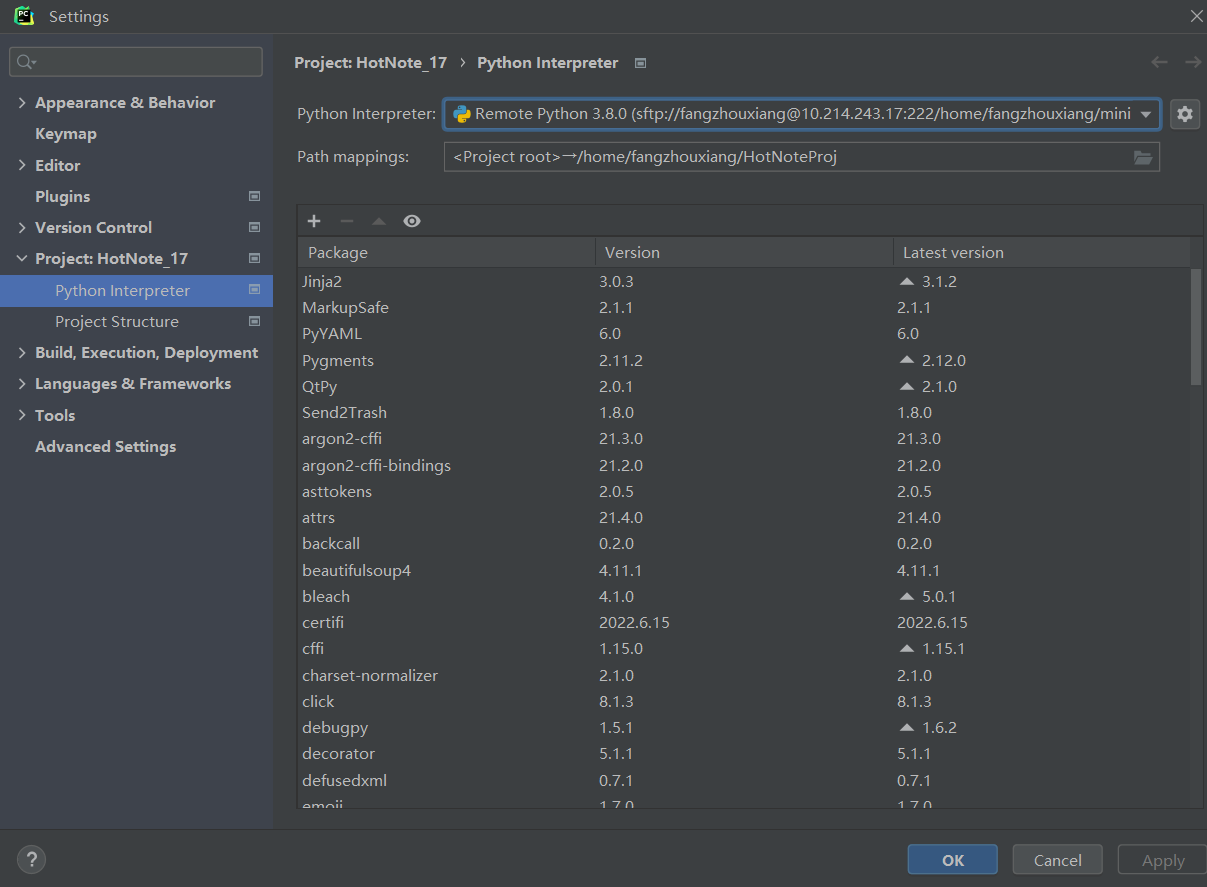 PC
Settings
Project: HotNote_17 › Python Interpreter
Appearance & Behavior
Keymap
Editor
Plugins
Version Control
Project: HotNote_17
Python Interpreter
Project Structure
Build, Execution, Deployment
Languages & Frameworks
Tools
Advanced Settings
Python Interpreter: Remote Python 3.8.0 (sftp://fangzhouxiang@10.214.243.17:222/home/fangzhouxiang/mini
Path mappings: <Project root>→/home/fangzhouxiang/HotNoteProj
Package Version Latest version
Jinja2 3.0.3 3.1.2
MarkupSafe 2.1.1 2.1.1
PyYAML 6.0 6.0
Pygments 2.11.2 2.12.0
QtPy 2.0.1 2.1.0
Send2Trash 1.8.0 1.8.0
argon2-cffi 21.3.0 21.3.0
argon2-cffi-bindings 21.2.0 21.2.0
asttokens 2.0.5 2.0.5
attrs 21.4.0 21.4.0
backcall 0.2.0 0.2.0
beautifulsoup4 4.11.1 4.11.1
bleach 4.1.0 5.0.1
certifi 2022.6.15 2022.6.15
cffi 1.15.0 1.15.1
charset-normalizer 2.1.0 2.1.0
click 8.1.3 8.1.3
debugpy 1.5.1 1.6.2
decorator 5.1.1 5.1.1
defusedxml 0.7.1 0.7.1
emoji 1.7.0 1.7.0
?
OK Cancel Apply